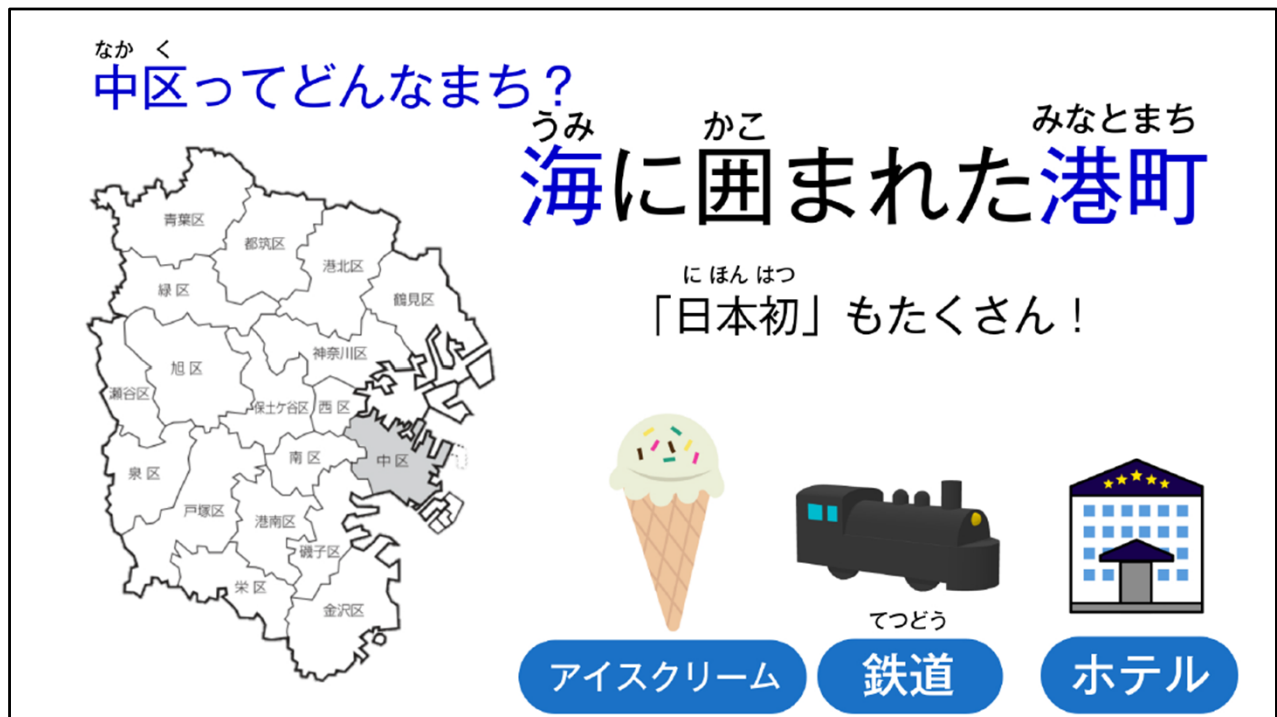 なか く
中区ってどんなまち？
うみ かこ みなとまち
海に囲まれた港町
に ほん はつ
「日本初」もたくさん！
青葉区
都筑区
港北区
緑区
鶴見区
神奈川区
旭区
瀬谷区
保土ケ谷区
西区
中区
南区
泉区
戸塚区
港南区
磯子区
栄区
金沢区
アイスクリーム
てつどう
鉄道
ホテル